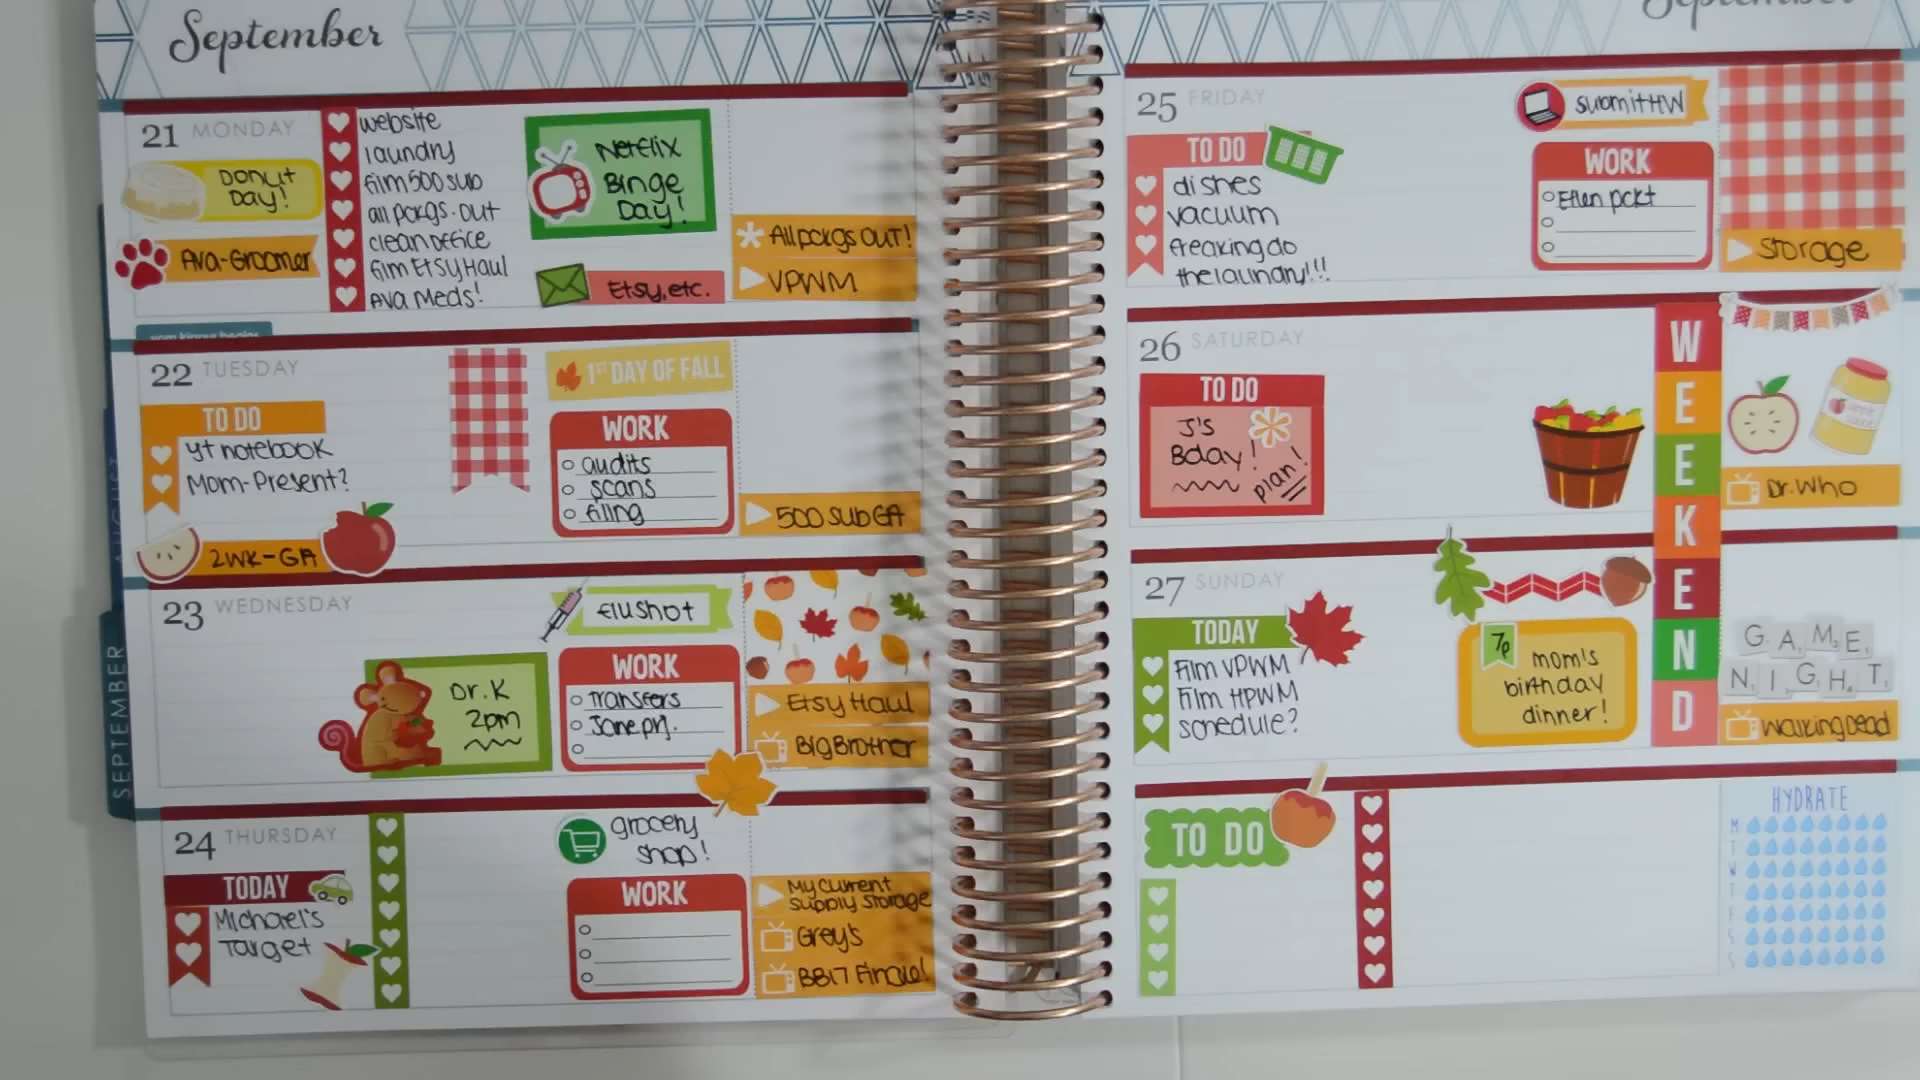 September
September
21 MONDAY
Donut
Day!
Ava-Groomer
website
laundry
film 500 sub
all pckgs. out
clean office
film Etsy Haul
Ava Meds!
Netflix
Binge
Day!
Etsy, etc.
All pckgs OUT!
VPWM
22 TUESDAY
TO DO
YT notebook
Mom-Present?
2WK-GA
1ST DAY OF FALL
WORK
audits
scans
filing
500 SUB GA
23 WEDNESDAY
Dr. K
2pm
flu shot
WORK
Transfers
Jane prj.
Etsy Haul
Big Brother
24 THURSDAY
TODAY
Michael's
Target
grocery
shop!
WORK
My current
supply storage
Grey's
BB17 Finale!
AUGUST
SEPTEMBER
25 FRIDAY
TO DO
dishes
vacuum
freaking do
the laundry!!!
submit HW
WORK
Ellen pckt
Storage
26 SATURDAY
TO DO
J's
Bday!
plan!
WEEKEND
Dr. Who
27 SUNDAY
TODAY
Film VPWM
Film HPWM
schedule?
7p
mom's
birthday
dinner!
GAME
NIGHT
Walking Dead
TO DO
HYDRATE
M
T
W
T
F
S
S